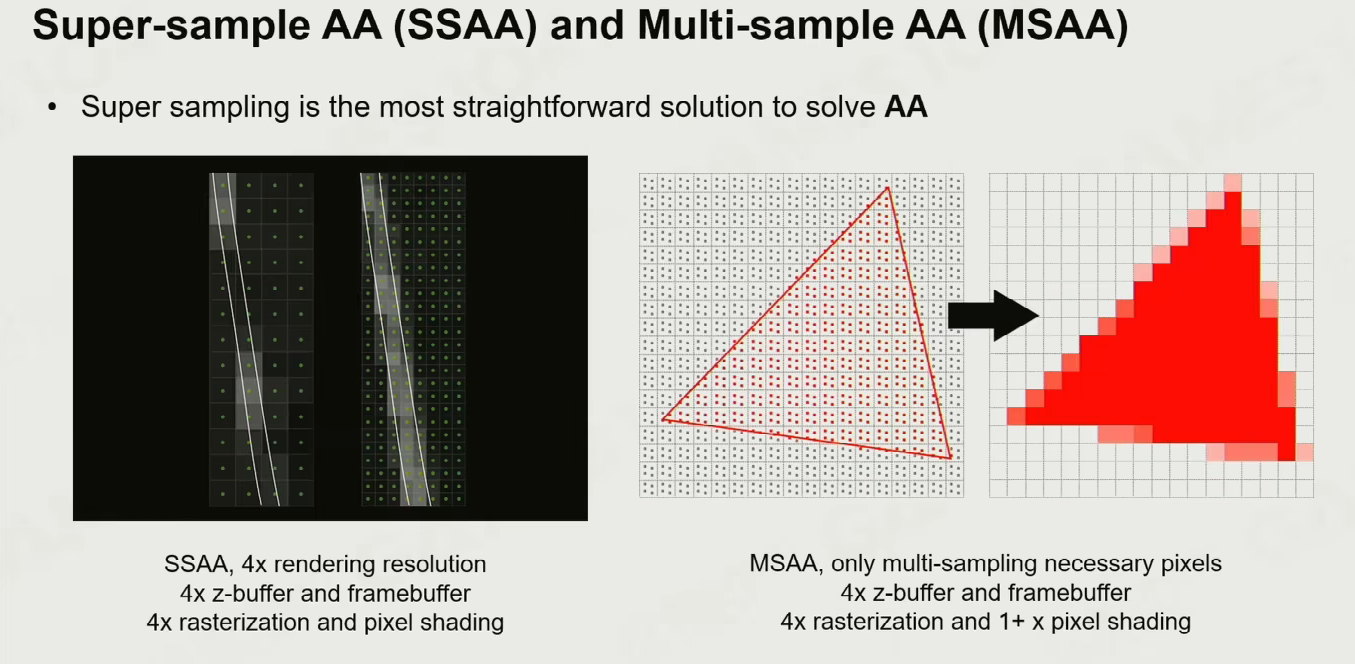 Super-sample AA (SSAA) and Multi-sample AA (MSAA)
• Super sampling is the most straightforward solution to solve AA
SSAA, 4x rendering resolution
4x z-buffer and framebuffer
4x rasterization and pixel shading
MSAA, only multi-sampling necessary pixels
4x z-buffer and framebuffer
4x rasterization and 1+ x pixel shading